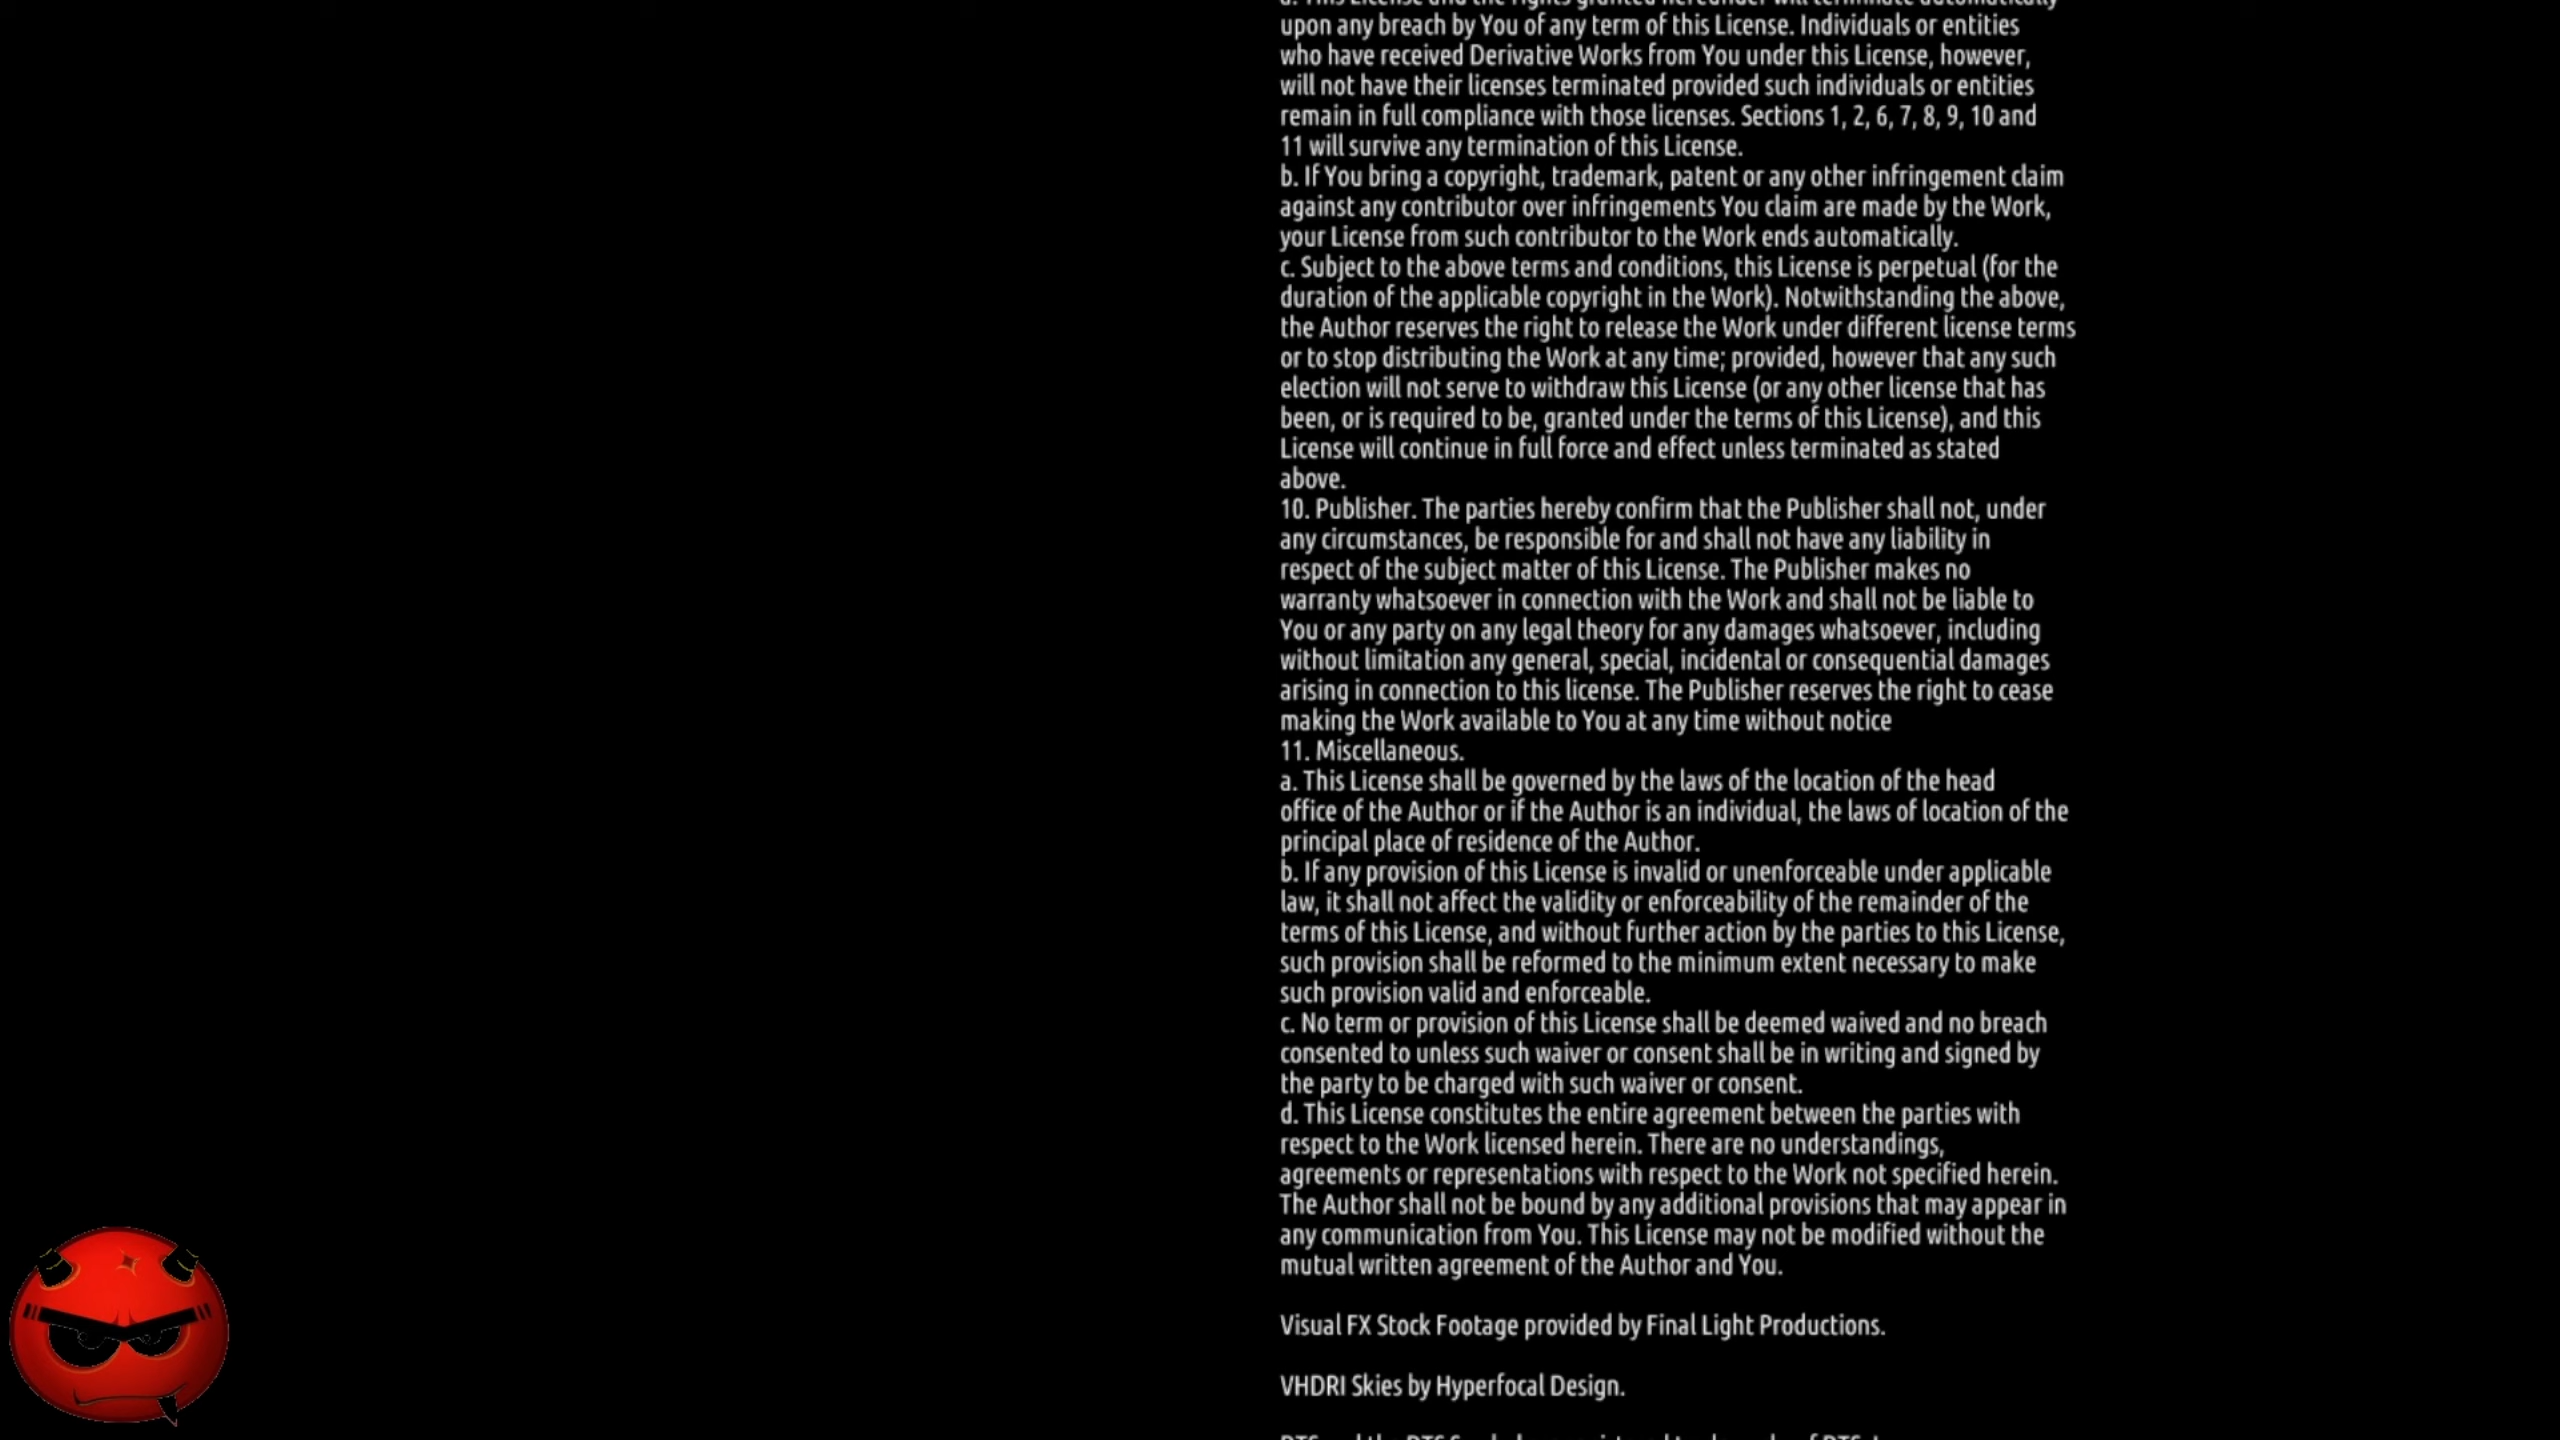 a. This License and the rights granted hereunder will terminate automatically
upon any breach by You of any term of this License. Individuals or entities
who have received Derivative Works from You under this License, however,
will not have their licenses terminated provided such individuals or entities
remain in full compliance with those licenses. Sections 1, 2, 6, 7, 8, 9, 10 and
11 will survive any termination of this License.
b. If You bring a copyright, trademark, patent or any other infringement claim
against any contributor over infringements You claim are made by the Work,
your License from such contributor to the Work ends automatically.
c. Subject to the above terms and conditions, this License is perpetual (for the
duration of the applicable copyright in the Work). Notwithstanding the above,
the Author reserves the right to release the Work under different license terms
or to stop distributing the Work at any time; provided, however that any such
election will not serve to withdraw this License (or any other license that has
been, or is required to be, granted under the terms of this License), and this
License will continue in full force and effect unless terminated as stated
above.
10. Publisher. The parties hereby confirm that the Publisher shall not, under
any circumstances, be responsible for and shall not have any liability in
respect of the subject matter of this License. The Publisher makes no
warranty whatsoever in connection with the Work and shall not be liable to
You or any party on any legal theory for any damages whatsoever, including
without limitation any general, special, incidental or consequential damages
arising in connection to this license. The Publisher reserves the right to cease
making the Work available to You at any time without notice
11. Miscellaneous.
a. This License shall be governed by the laws of the location of the head
office of the Author or if the Author is an individual, the laws of location of the
principal place of residence of the Author.
b. If any provision of this License is invalid or unenforceable under applicable
law, it shall not affect the validity or enforceability of the remainder of the
terms of this License, and without further action by the parties to this License,
such provision shall be reformed to the minimum extent necessary to make
such provision valid and enforceable.
c. No term or provision of this License shall be deemed waived and no breach
consented to unless such waiver or consent shall be in writing and signed by
the party to be charged with such waiver or consent.
d. This License constitutes the entire agreement between the parties with
respect to the Work licensed herein. There are no understandings,
agreements or representations with respect to the Work not specified herein.
The Author shall not be bound by any additional provisions that may appear in
any communication from You. This License may not be modified without the
mutual written agreement of the Author and You.
Visual FX Stock Footage provided by Final Light Productions.
VHDRI Skies by Hyperfocal Design.